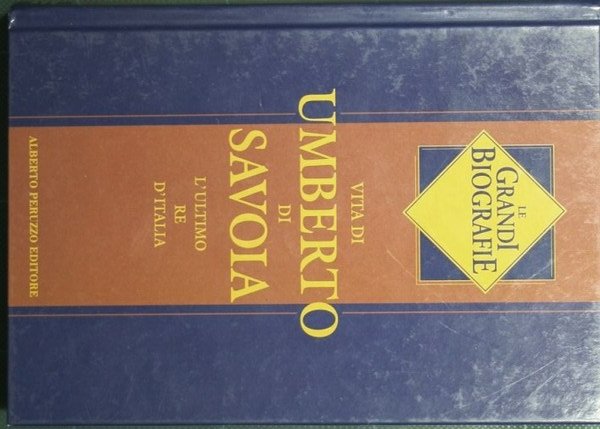 LE
GRANDI
BIOGRAFIE
VITA DI
UMBERTO
DI
SAVOIA
L'ULTIMO
RE
D'ITALIA
ALBERTO PERUZZO EDITORE